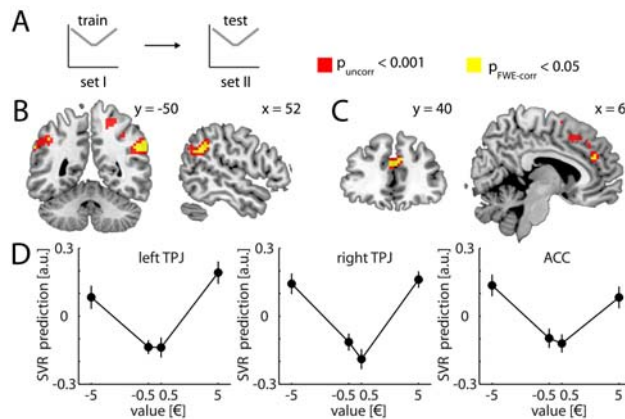 A
train
test
set I
set II
p uncorr < 0.001
p FWE-corr < 0.05
B
y = -50
x = 52
C
y = 40
x = 6
D
SVR prediction [a.u.]
0.3
0
-0.3
left TPJ
-5
-0.5 0.5
5
value [€]
SVR prediction [a.u.]
0.3
0
-0.3
right TPJ
-5
-0.5 0.5
5
value [€]
SVR prediction [a.u.]
0.3
0
-0.3
ACC
-5
-0.5 0.5
5
value [€]